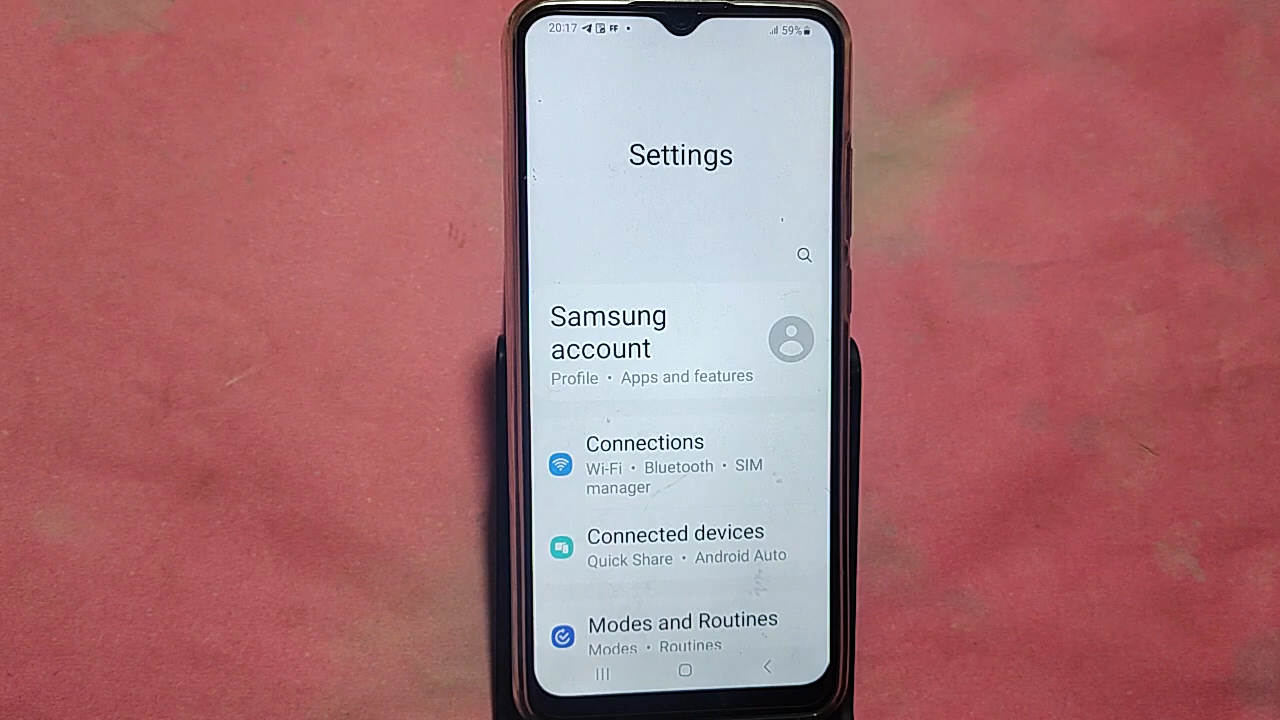 20:17 FF • 59%
Settings
Samsung
account
Profile • Apps and features
Connections
Wi-Fi • Bluetooth • SIM
manager
Connected devices
Quick Share • Android Auto
Modes and Routines
Modes • Routines